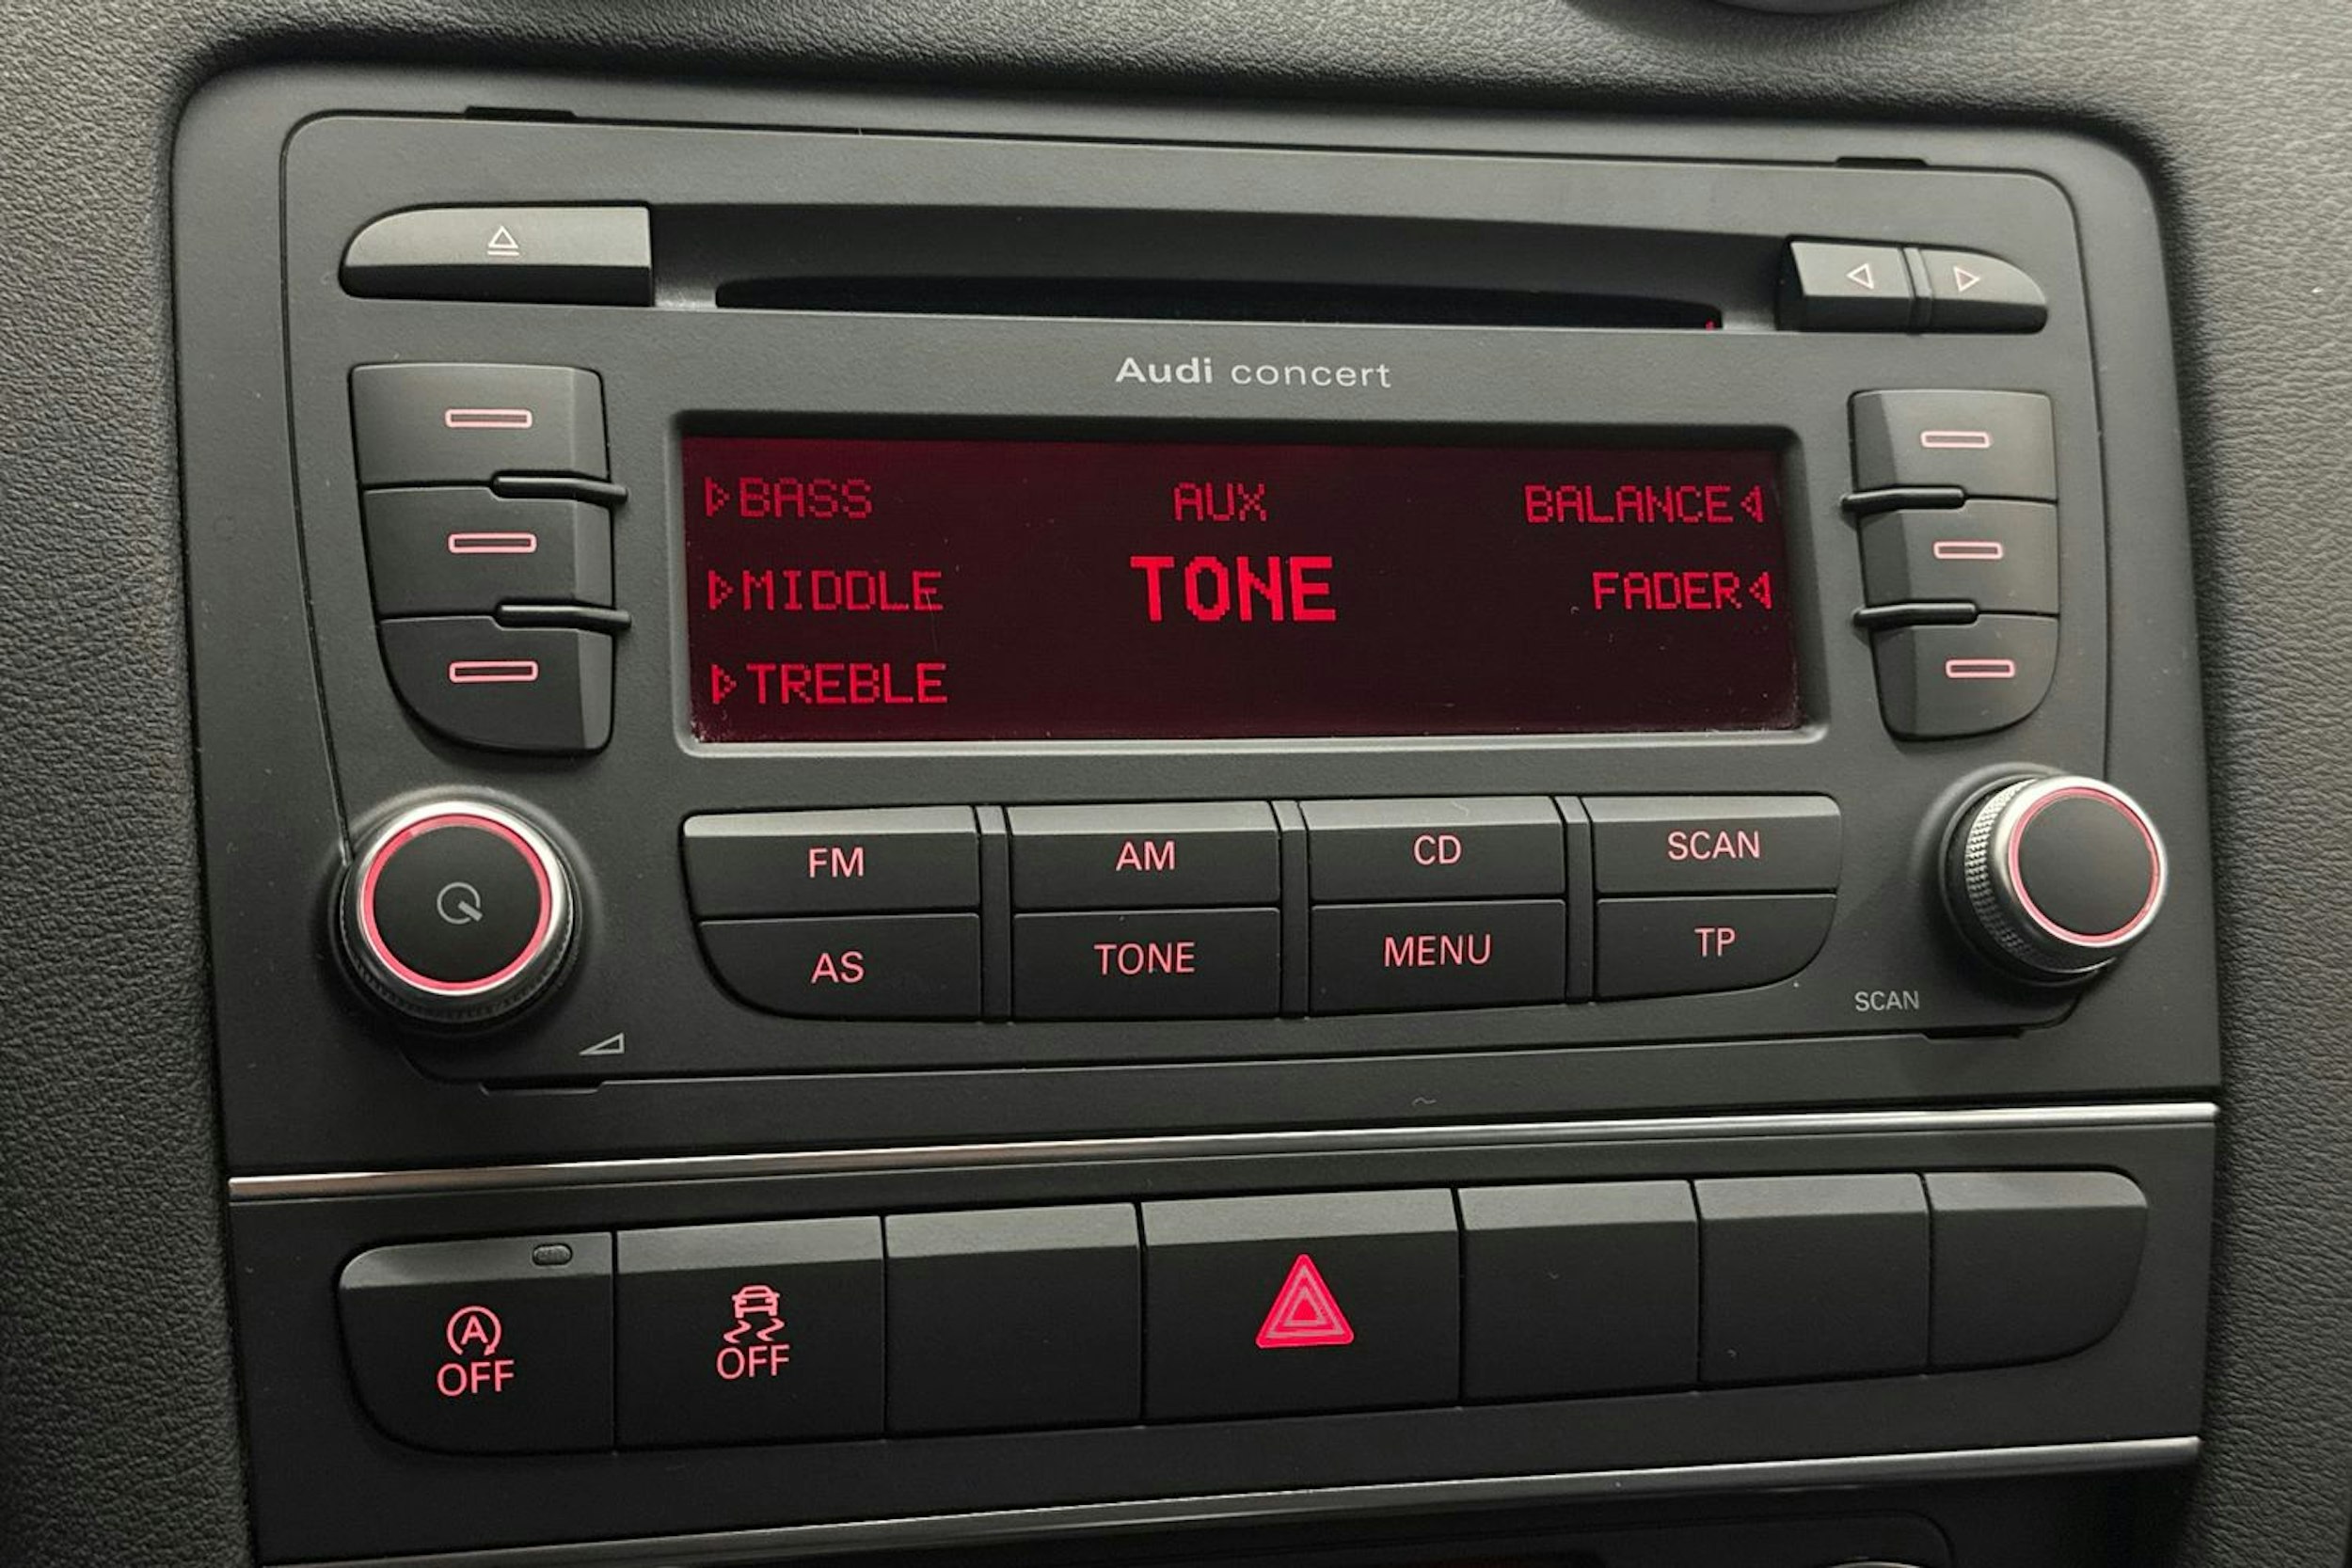 Audi concert
BASS AUX BALANCE
MIDDLE TONE FADER
TREBLE
FM AM CD SCAN
AS TONE MENU TP
SCAN
A
OFF OFF